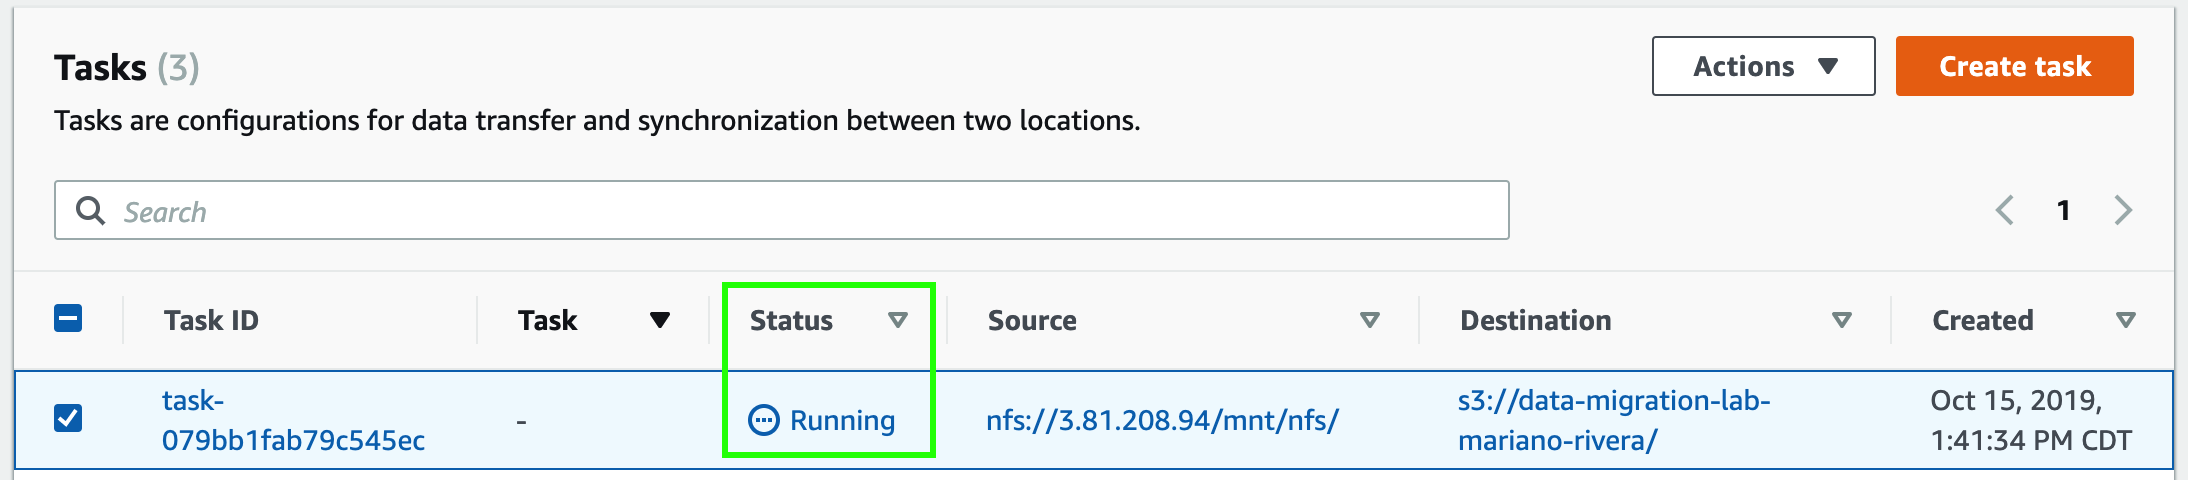 Tasks (3)
Actions
Create task
Tasks are configurations for data transfer and synchronization between two locations.
Search
1
Task ID
Task
Status
Source
Destination
Created
task-
079bb1fab79c545ec
-
Running
nfs://3.81.208.94/mnt/nfs/
s3://data-migration-lab-
mariano-rivera/
Oct 15, 2019,
1:41:34 PM CDT